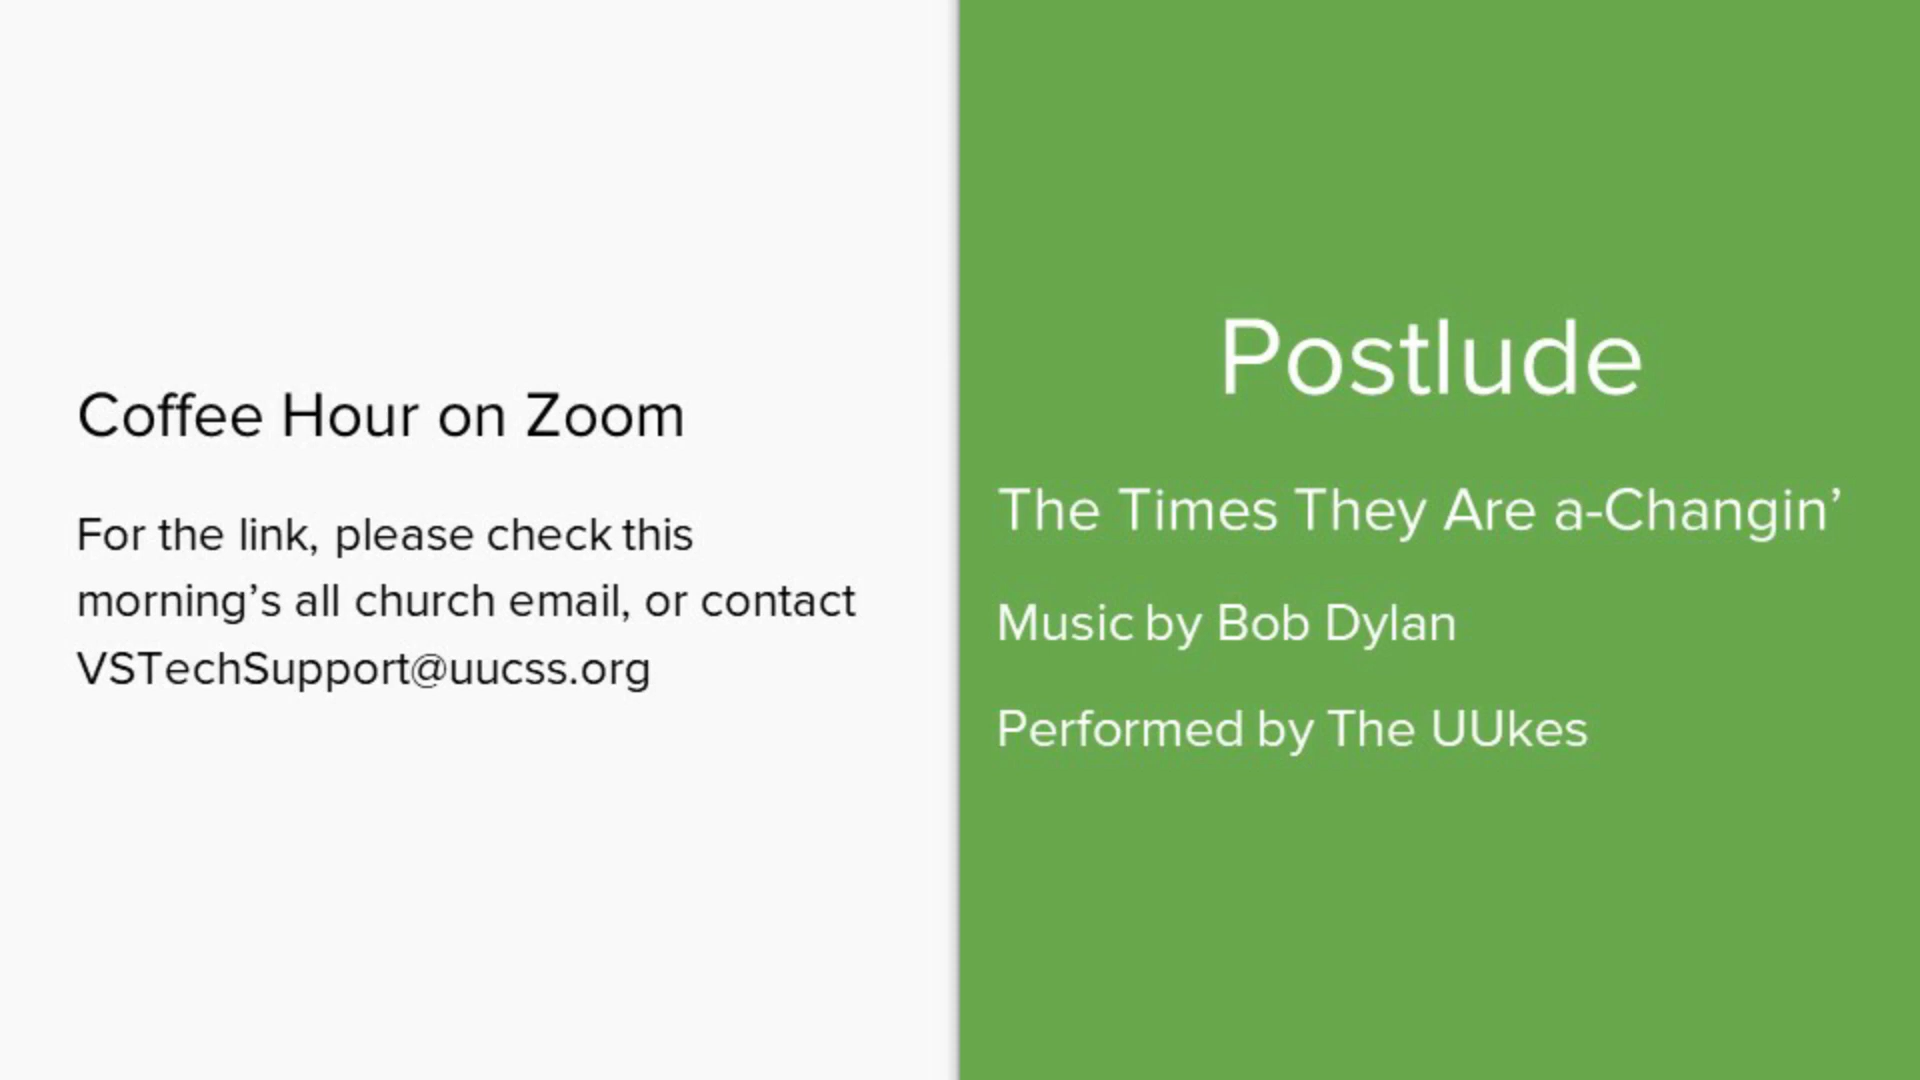 Coffee Hour on Zoom
For the link, please check this
morning’s all church email, or contact
VSTechSupport@uucss.org
Postlude
The Times They Are a-Changin’
Music by Bob Dylan
Performed by The UUkes